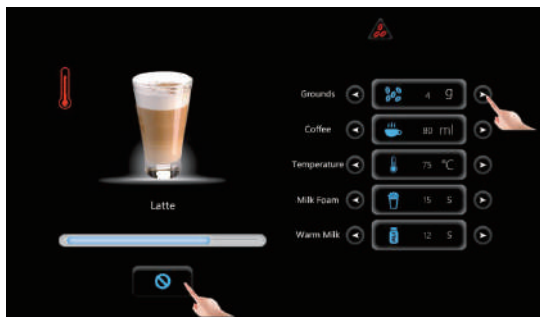 Grounds 4 g
Coffee 80 ml
Temperature 75 °C
Milk Foam 15 S
Warm Milk 12 S
Latte